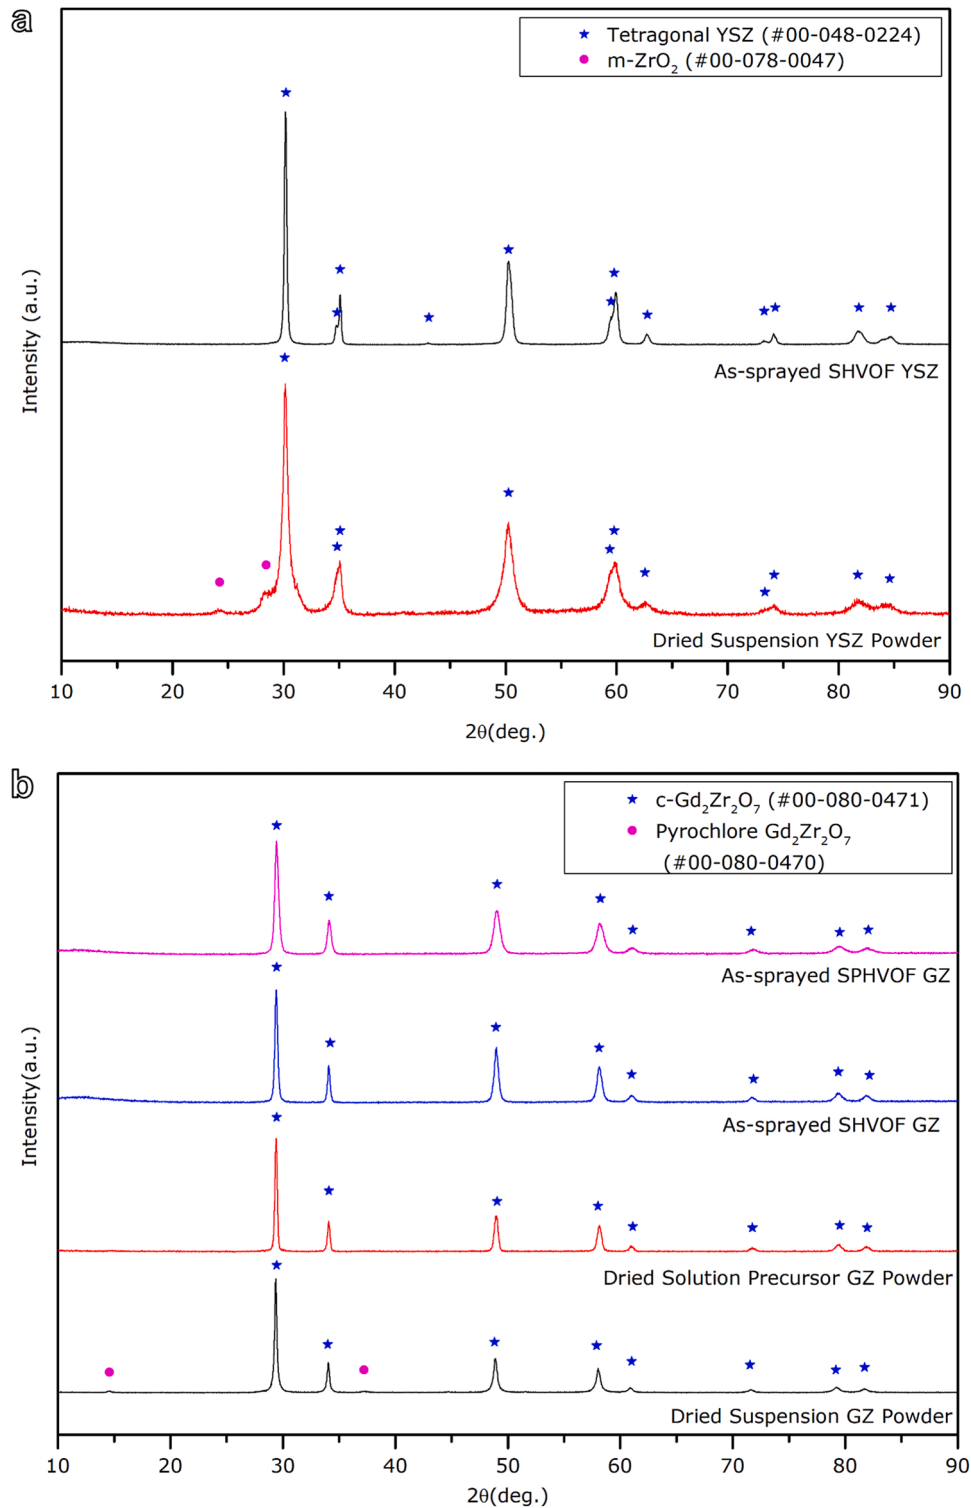 a
★ Tetragonal YSZ (#00-048-0224)
● m-ZrO₂ (#00-078-0047)
Intensity (a.u.)
As-sprayed SHVOF YSZ
Dried Suspension YSZ Powder
10 20 30 40 50 60 70 80 90
2θ(deg.)
b
★ c-Gd₂Zr₂O₇ (#00-080-0471)
● Pyrochlore Gd₂Zr₂O₇
(#00-080-0470)
Intensity(a.u.)
As-sprayed SPHVOF GZ
As-sprayed SHVOF GZ
Dried Solution Precursor GZ Powder
Dried Suspension GZ Powder
10 20 30 40 50 60 70 80 90
2θ(deg.)